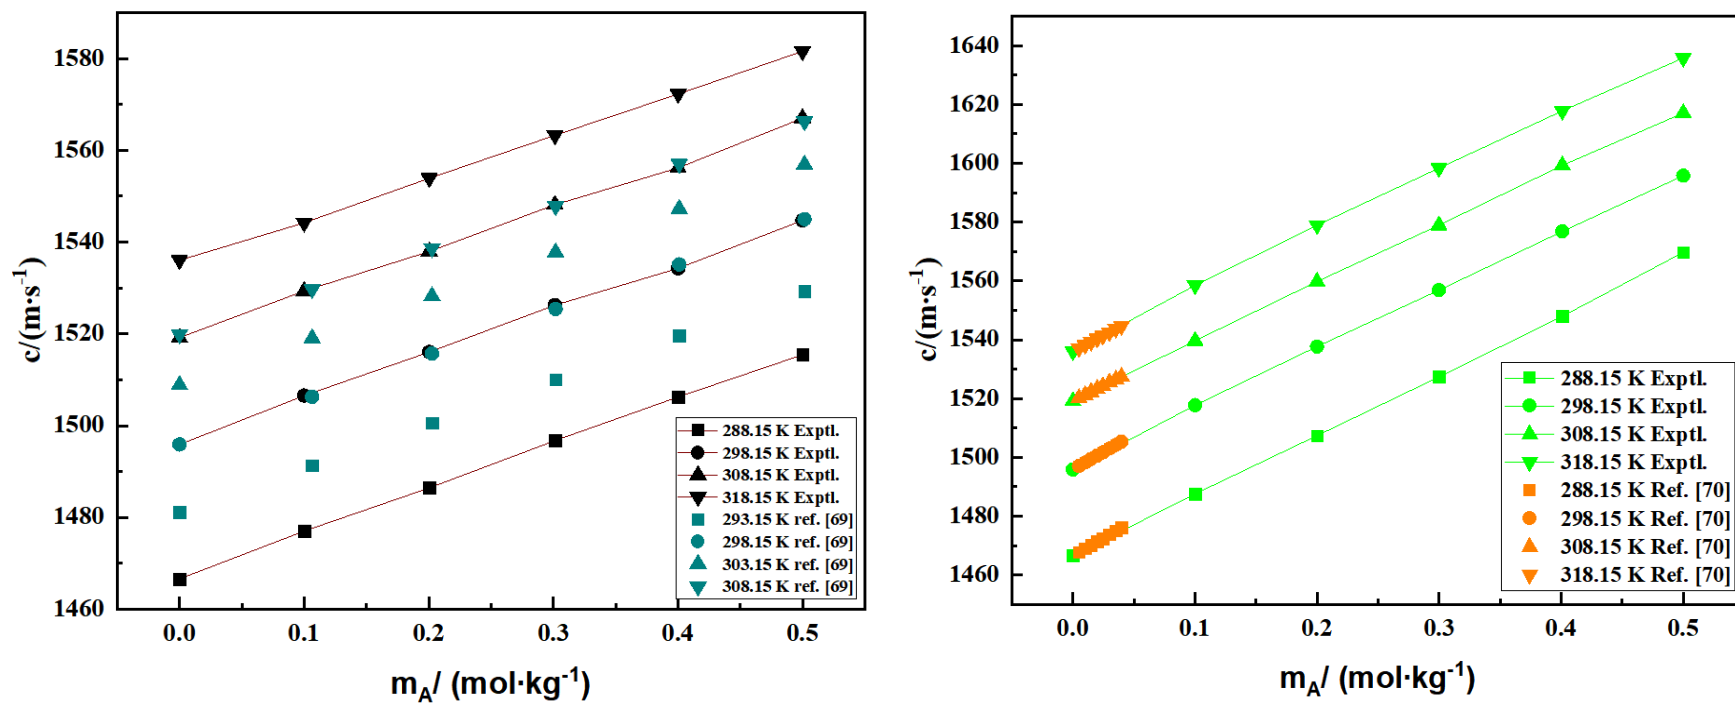 c/(m·s⁻¹)
1580
1560
1540
1520
1500
1480
1460
288.15 K Exptl.
298.15 K Exptl.
308.15 K Exptl.
318.15 K Exptl.
293.15 K ref. [69]
298.15 K ref. [69]
303.15 K ref. [69]
308.15 K ref. [69]
0.0 0.1 0.2 0.3 0.4 0.5
m_A/ (mol·kg⁻¹)
c/(m·s⁻¹)
1640
1620
1600
1580
1560
1540
1520
1500
1480
1460
288.15 K Exptl.
298.15 K Exptl.
308.15 K Exptl.
318.15 K Exptl.
288.15 K Ref. [70]
298.15 K Ref. [70]
308.15 K Ref. [70]
318.15 K Ref. [70]
0.0 0.1 0.2 0.3 0.4 0.5
m_A/ (mol·kg⁻¹)